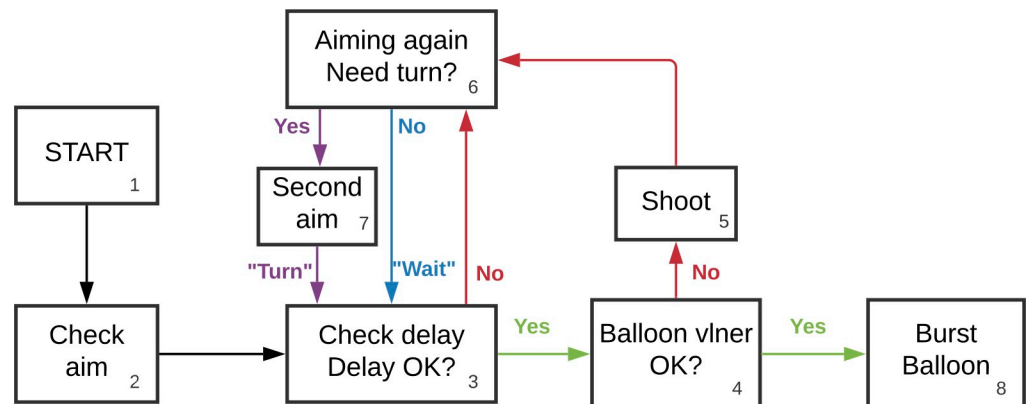 Aiming again
Need turn?
6
START
1
Yes
No
Second
aim
7
Shoot
5
"Turn"
"Wait"
No
No
Check
aim
2
Check delay
Delay OK?
3
Yes
Balloon vlner
OK?
4
Yes
Burst
Balloon
8